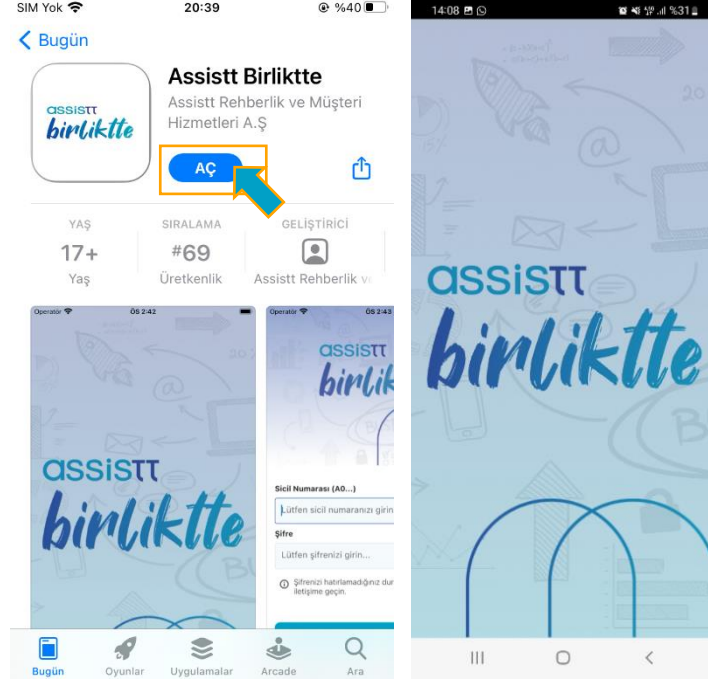 SIM Yok 20:39 %40
Bugün
assistt
birliktte
Assistt Birliktte
Assistt Rehberlik ve Müşteri
Hizmetleri A.Ş
AÇ
YAŞ
17+
Yaş
SIRALAMA
#69
Üretkenlik
GELİŞTİRİCİ
Assistt Rehberlik ve
Operatör ÖS 2:42
assistt
birliktte
Operatör ÖS 2:43
assistt
birlik
Sicil Numarası (A0...)
Lütfen sicil numaranızı girin
Şifre
Lütfen şifrenizi girin...
Şifrenizi hatırlamadığınız dur
iletişime geçin.
Bugün Oyunlar Uygulamalar Arcade Ara
14:08 %31
20
assistt
birliktte
B